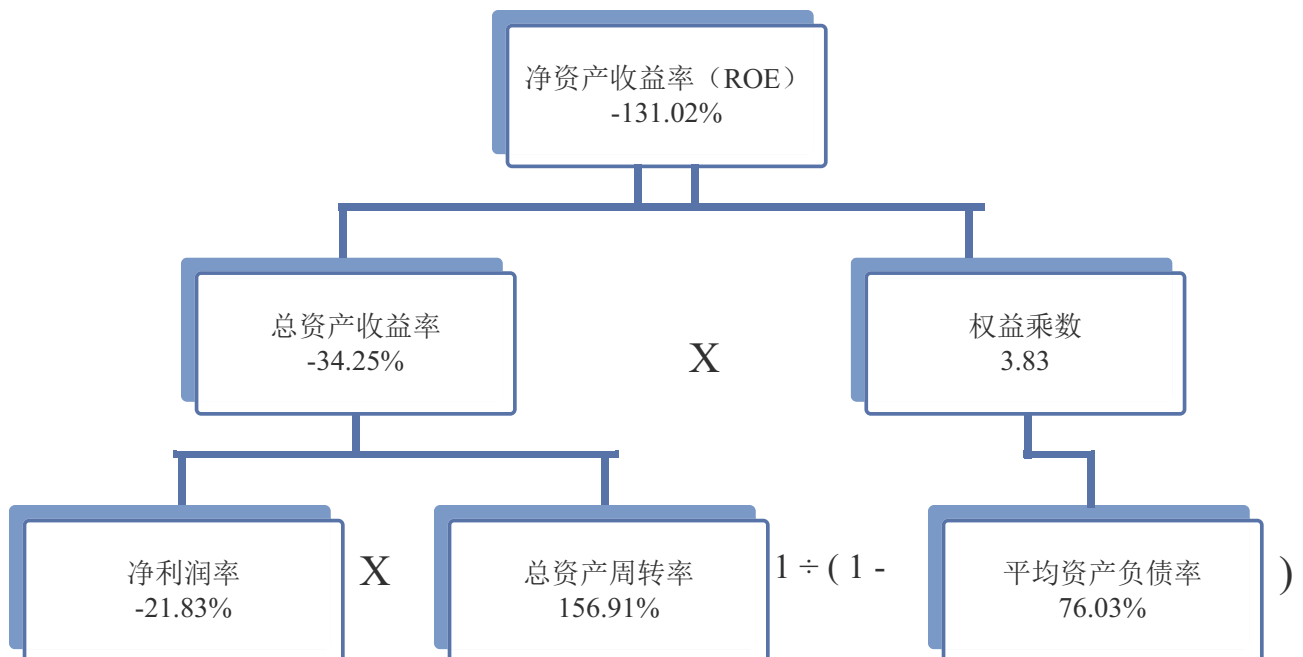 净资产收益率（ROE）
-131.02%
总资产收益率
-34.25%
X
权益乘数
3.83
净利润率
-21.83%
X
总资产周转率
156.91%
1 ÷ ( 1 -
平均资产负债率
76.03%
)